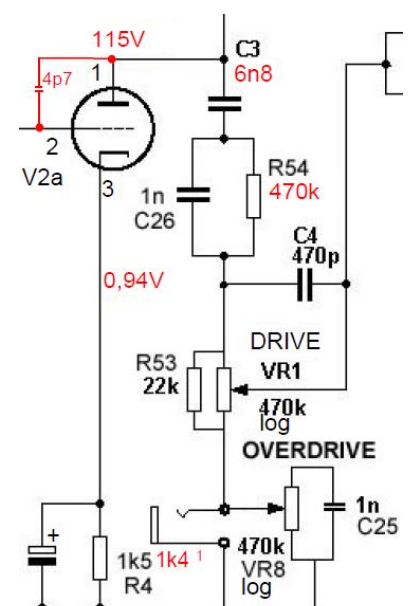 115V
C3
6n8
4p7
1
2
V2a
3
1n
C26
R54
470k
C4
470p
0,94V
DRIVE
R53
22k
VR1
470k
log
OVERDRIVE
+
1k5
1k4 1
R4
470k
VR8
log
1n
C25